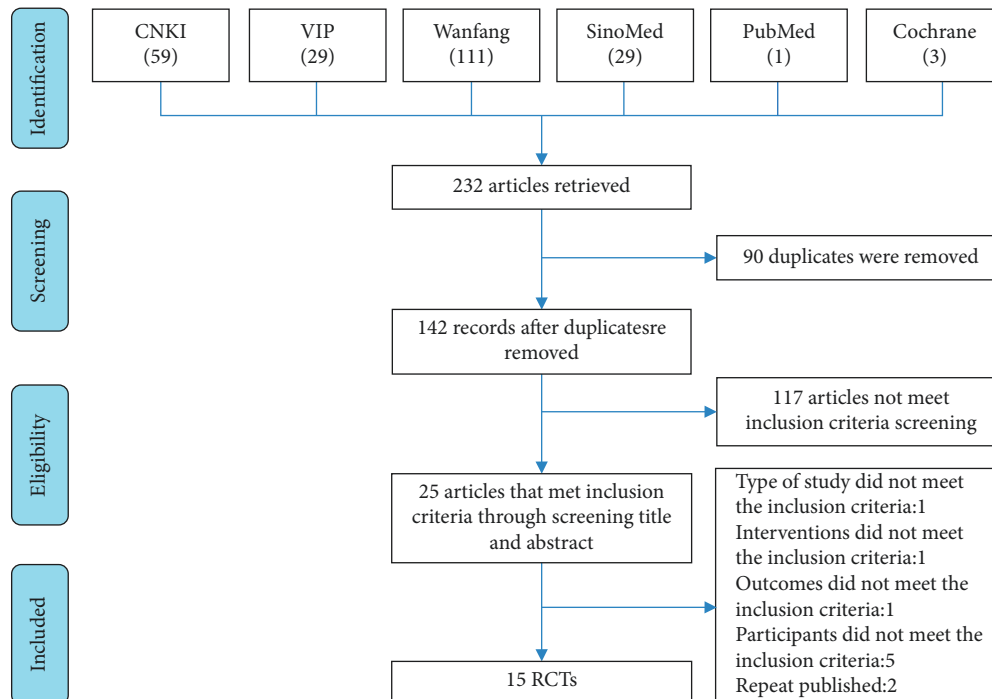 Identification
CNKI
(59)
VIP
(29)
Wanfang
(111)
SinoMed
(29)
PubMed
(1)
Cochrane
(3)
232 articles retrieved
Screening
90 duplicates were removed
142 records after duplicatesre
removed
Eligibility
117 articles not meet
inclusion criteria screening
25 articles that met inclusion
criteria through screening title
and abstract
Type of study did not meet
the inclusion criteria:1
Interventions did not meet
the inclusion criteria:1
Outcomes did not meet the
inclusion criteria:1
Participants did not meet the
inclusion criteria:5
Repeat published:2
Included
15 RCTs